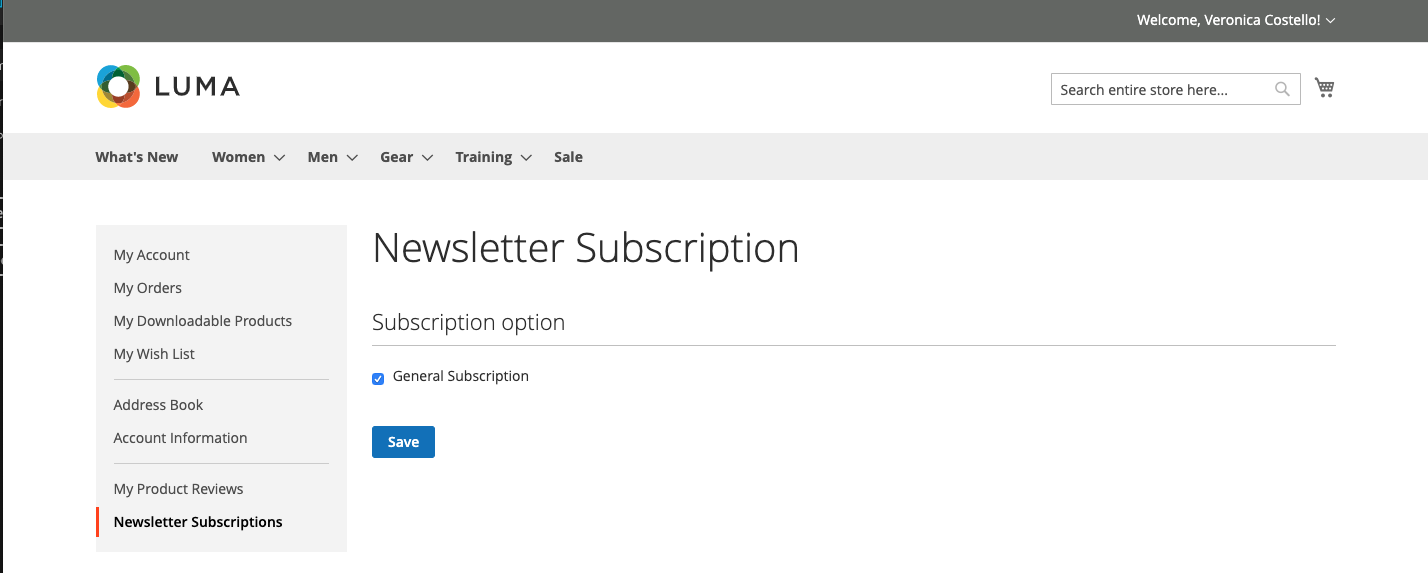 Welcome, Veronica Costello!
LUMA
Search entire store here...
What's New Women Men Gear Training Sale
My Account
My Orders
My Downloadable Products
My Wish List
Address Book
Account Information
My Product Reviews
Newsletter Subscriptions
Newsletter Subscription
Subscription option
General Subscription
Save